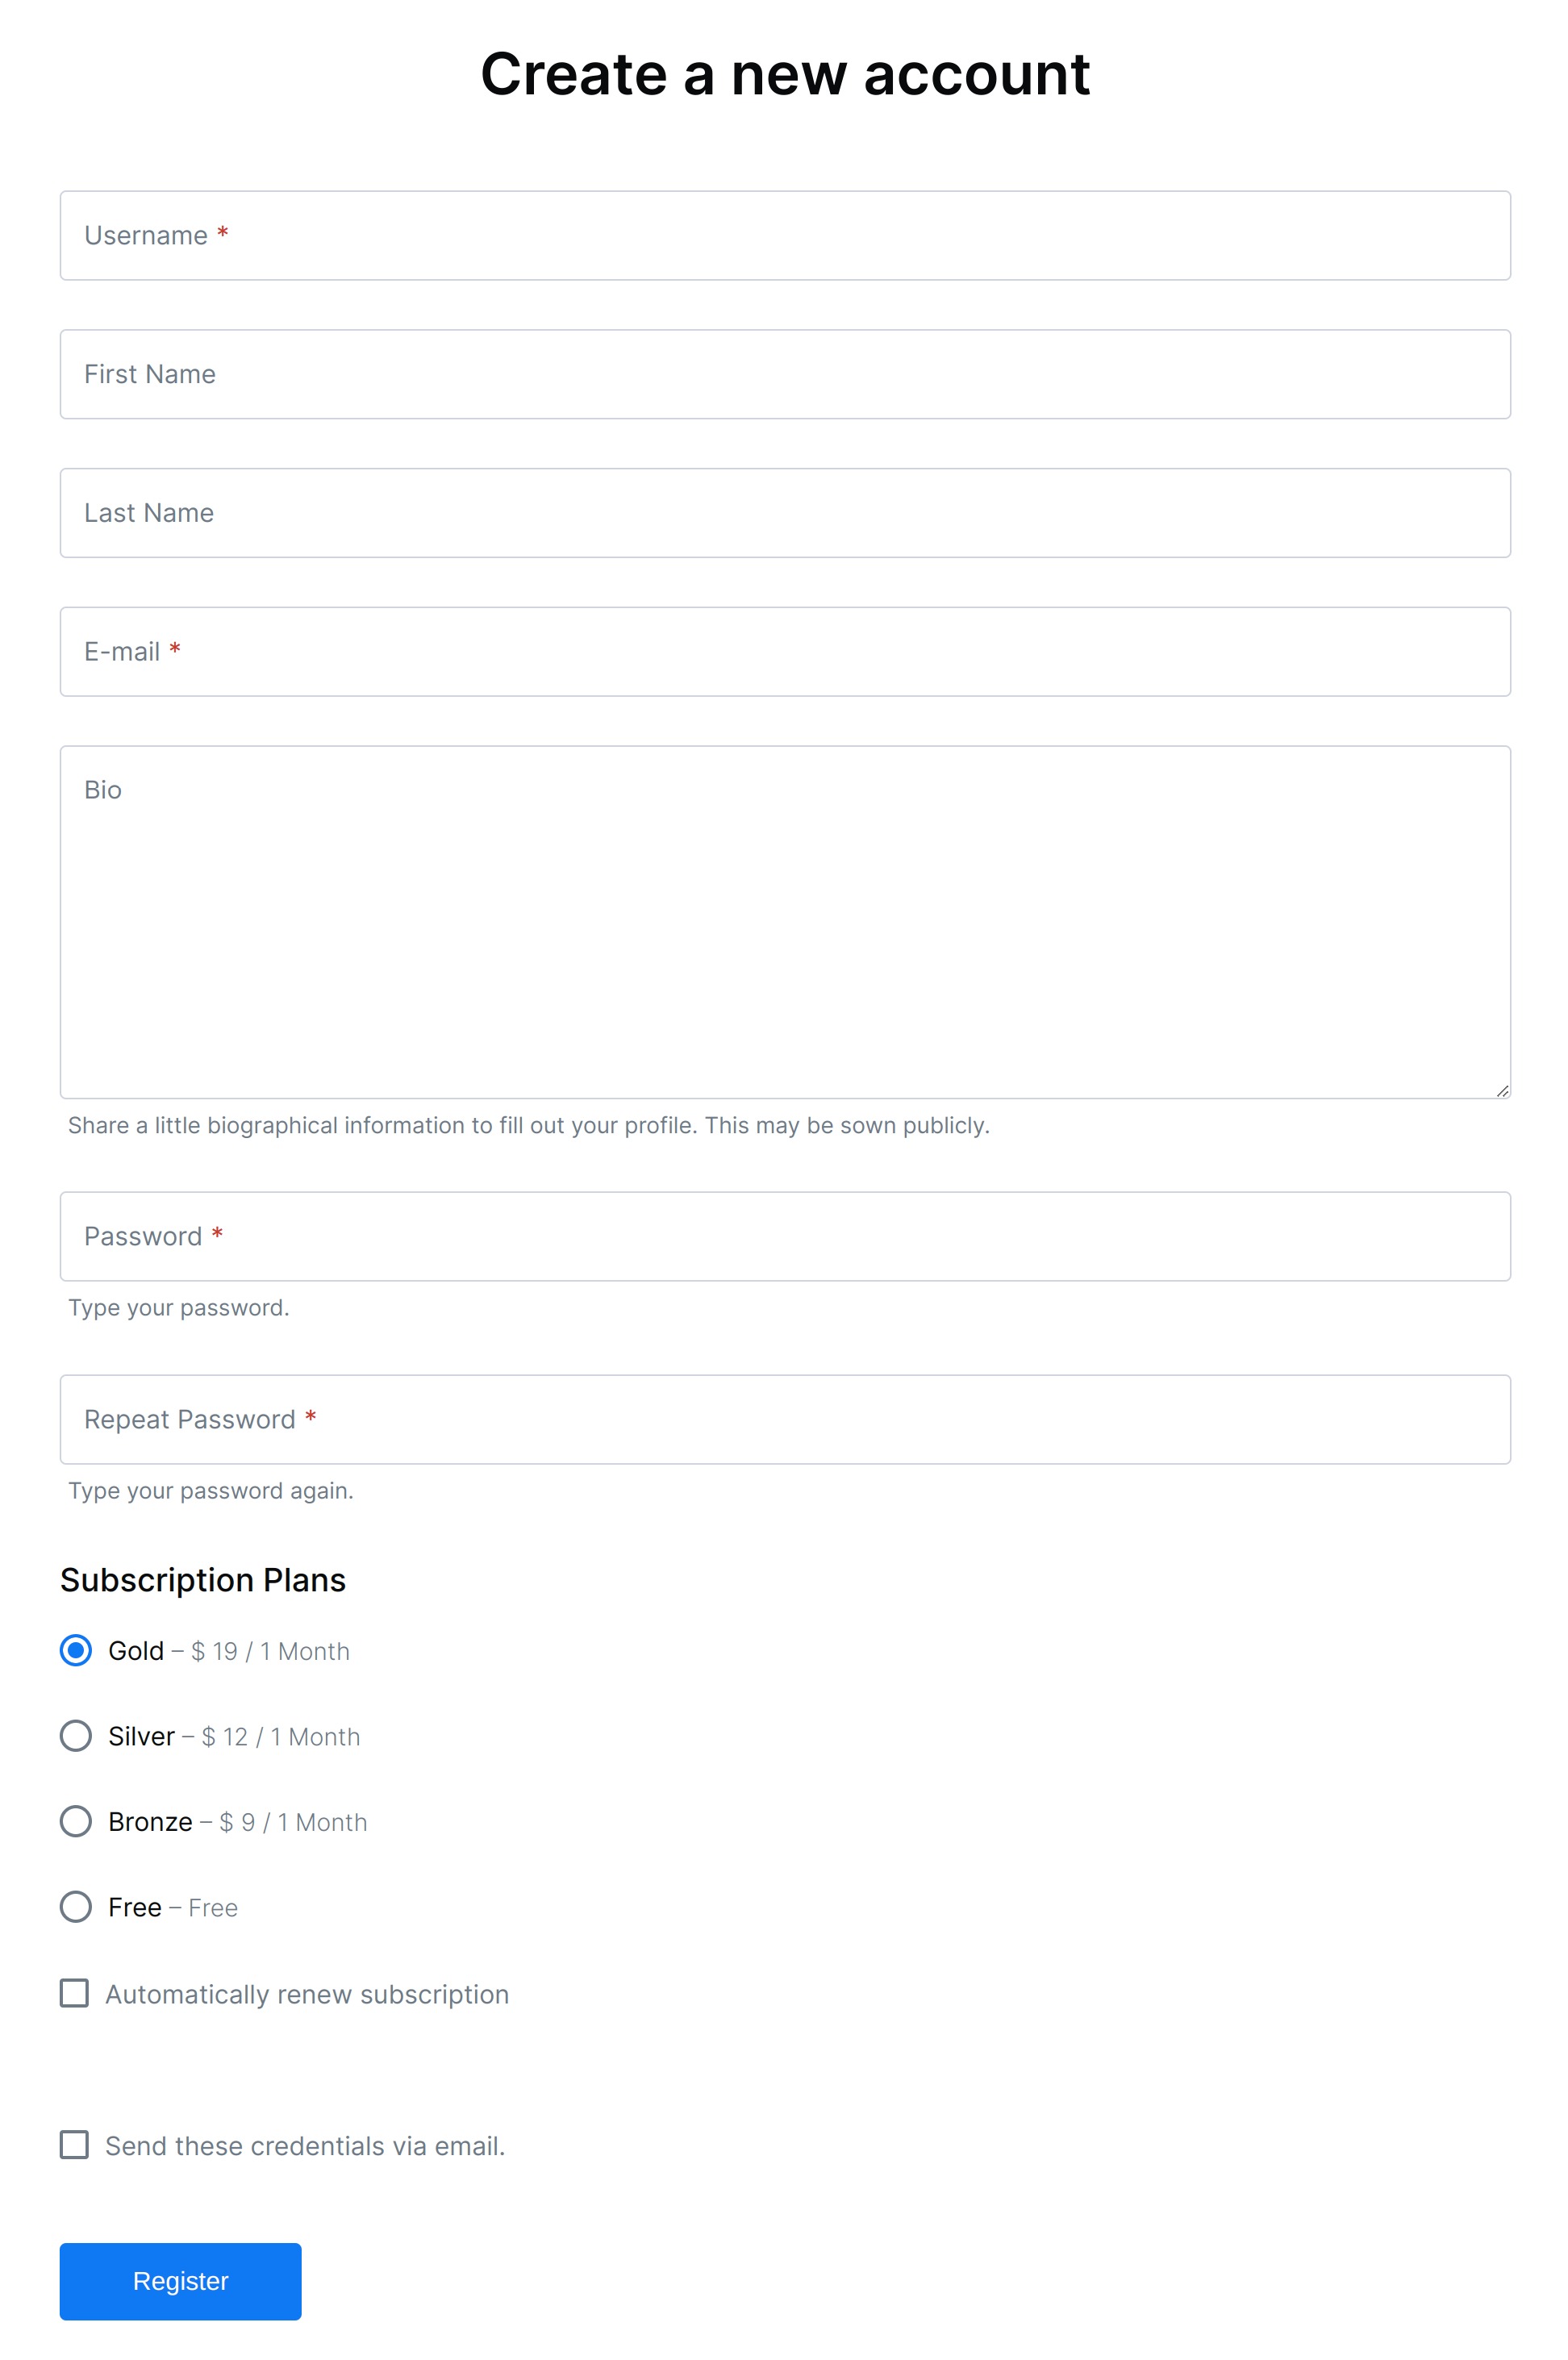 Create a new account
Username *
First Name
Last Name
E-mail *
Bio
Share a little biographical information to fill out your profile. This may be sown publicly.
Password *
Type your password.
Repeat Password *
Type your password again.
Subscription Plans
Gold – $ 19 / 1 Month
Silver – $ 12 / 1 Month
Bronze – $ 9 / 1 Month
Free – Free
Automatically renew subscription
Send these credentials via email.
Register